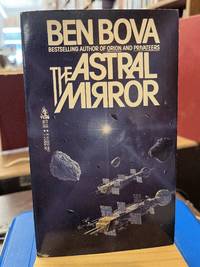 BEN BOVA
BESTSELLING AUTHOR OF ORION AND PRIVATEERS
THE ASTRAL
MIRROR